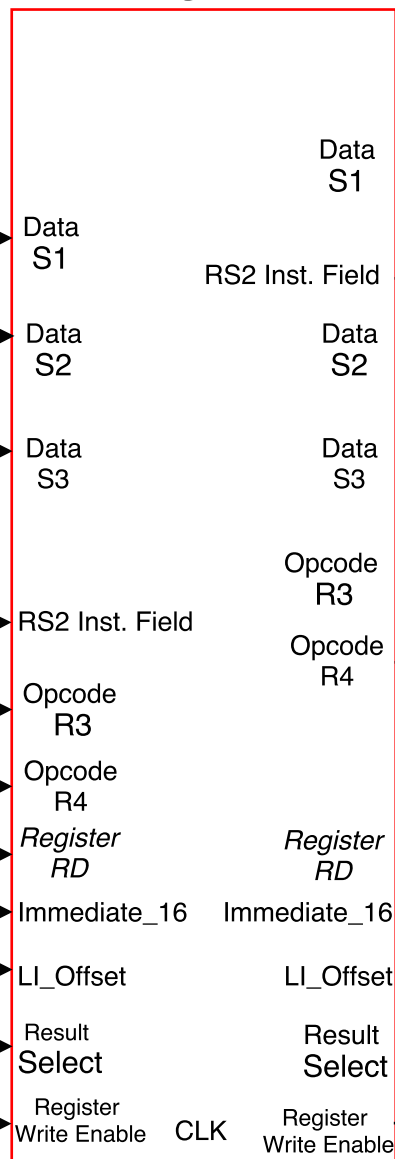 Data
S1
Data
S1
RS2 Inst. Field
Data
S2
Data
S2
Data
S3
Data
S3
Opcode
R3
RS2 Inst. Field
Opcode
R4
Opcode
R3
Opcode
R4
Register
RD
Register
RD
Immediate_16 Immediate_16
LI_Offset LI_Offset
Result
Select
Result
Select
Register
Write Enable
CLK
Register
Write Enable